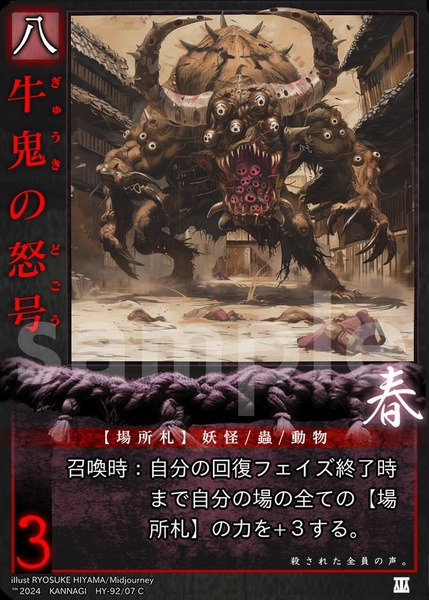 八
牛鬼の怒号
ぎゅうき
どごう
sample
春
【場所札】妖怪/蟲/動物
召喚時：自分の回復フェイズ終了時
まで自分の場の全ての【場
所札】の力を+３する。
3
殺された全員の声。
illust RYOSUKE HIYAMA/Midjourney
™2024 KANNAGI HY-92/07 C